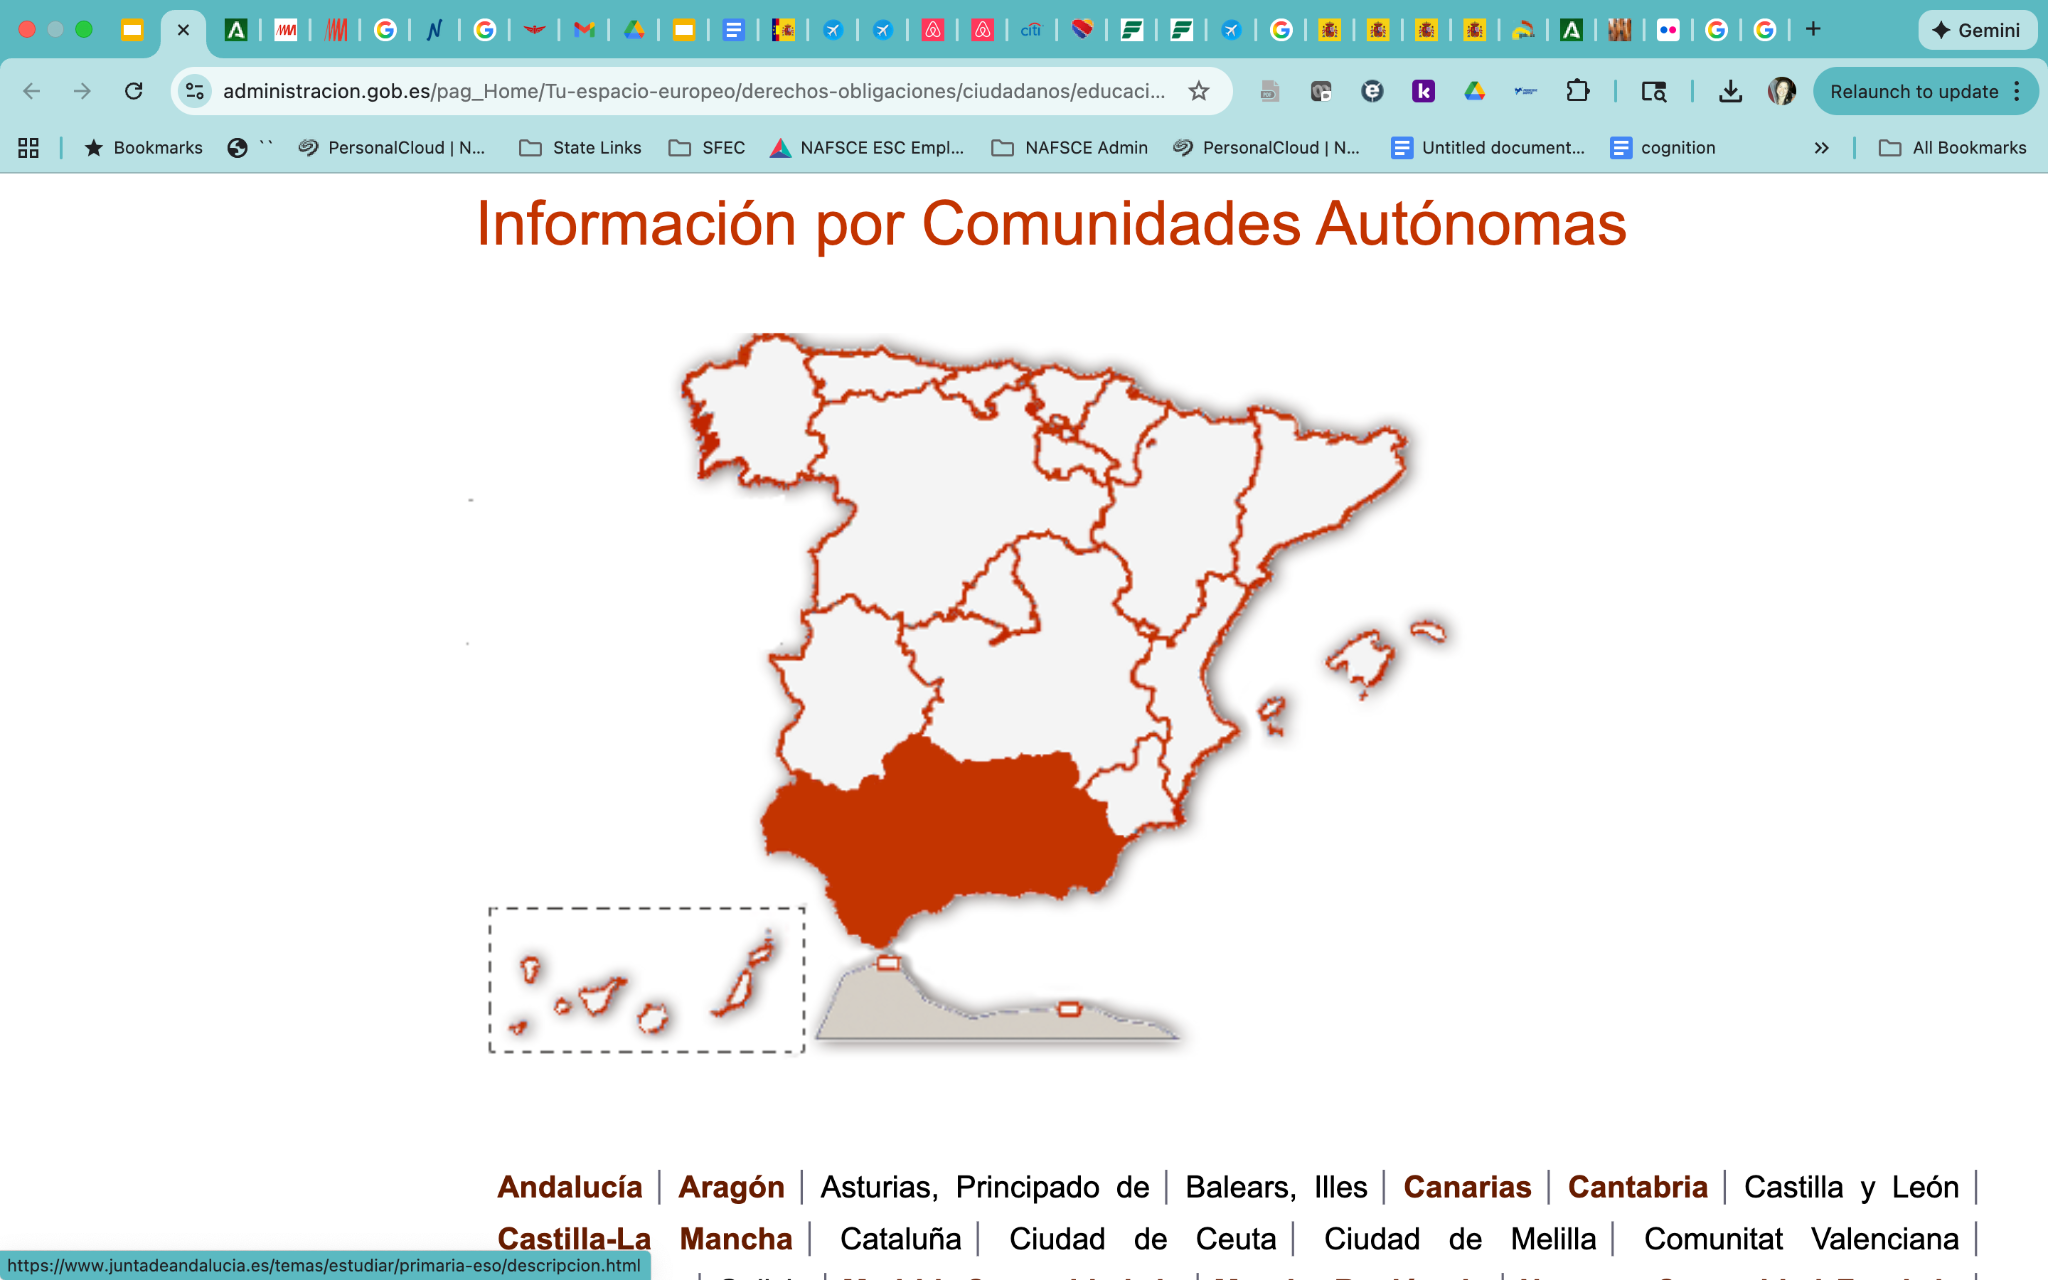 Gemini
administracion.gob.es/pag_Home/Tu-espacio-europeo/derechos-obligaciones/ciudadanos/educaci...
Relaunch to update
Bookmarks
PersonalCloud | N...
State Links
SFEC
NAFSCE ESC Empl...
NAFSCE Admin
PersonalCloud | N...
Untitled document...
cognition
All Bookmarks
Información por Comunidades Autónomas
Andalucía | Aragón | Asturias, Principado de | Balears, Illes | Canarias | Cantabria | Castilla y León |
Castilla-La Mancha | Cataluña | Ciudad de Ceuta | Ciudad de Melilla | Comunitat Valenciana |
https://www.juntadeandalucia.es/temas/estudiar/primaria-eso/descripcion.html